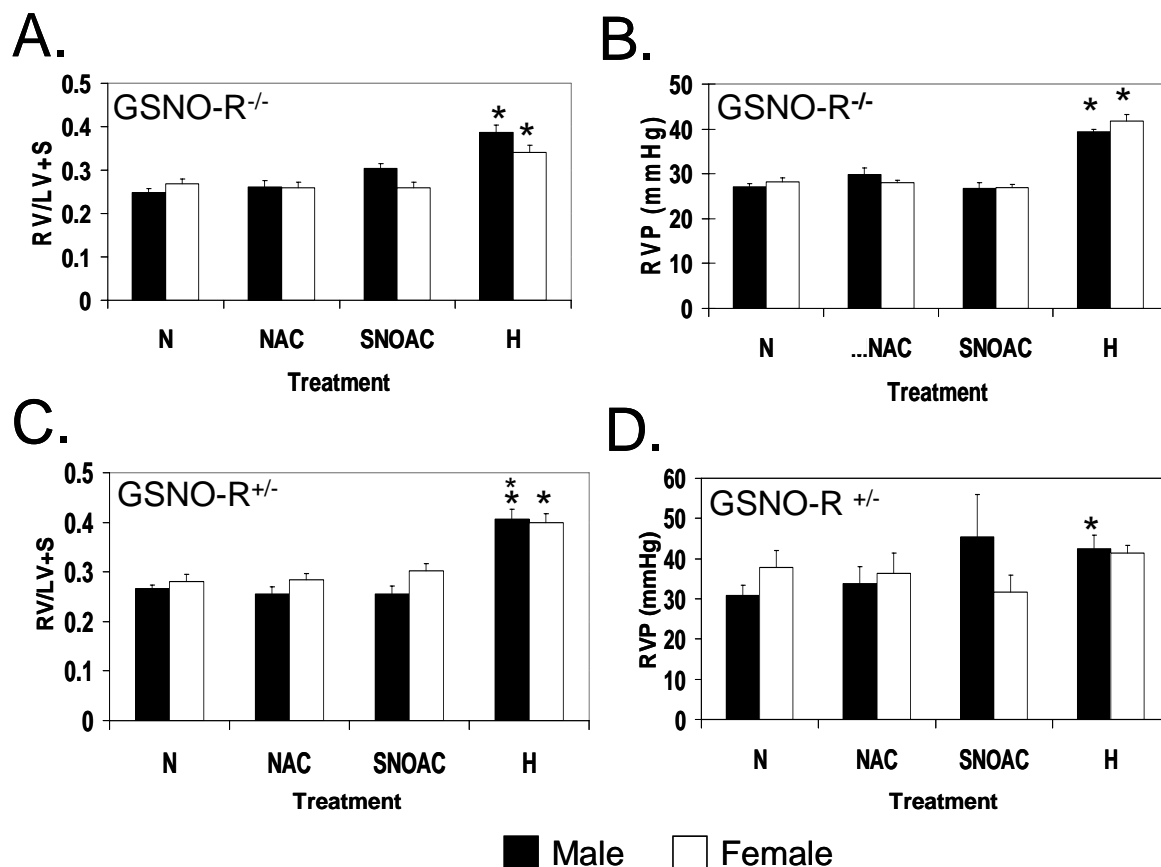 A.
0.5
0.4
0.3
0.2
0.1
0
RV/LV+S
GSNO-R-/-
* *
N NAC SNOAC H
Treatment
B.
50
40
30
20
10
0
RVP (mmHg)
GSNO-R-/-
* *
N ...NAC SNOAC H
Treatment
C.
0.5
0.4
0.3
0.2
0.1
0
RV/LV+S
GSNO-R+/-
*
* *
N NAC SNOAC H
Treatment
D.
60
50
40
30
20
10
0
RVP (mmHg)
GSNO-R +/-
*
N NAC SNOAC H
Treatment
Male Female